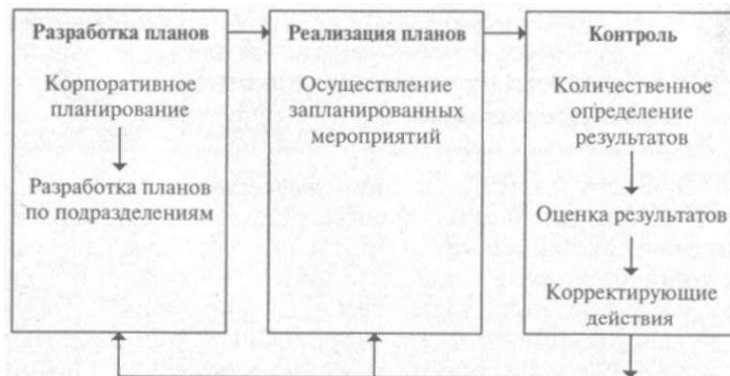 Разработка планов
Корпоративное
планирование
Разработка планов
по подразделениям
Реализация планов
Осуществление
запланированных
мероприятий
Контроль
Количественное
определение
результатов
Оценка результатов
Корректирующие
действия